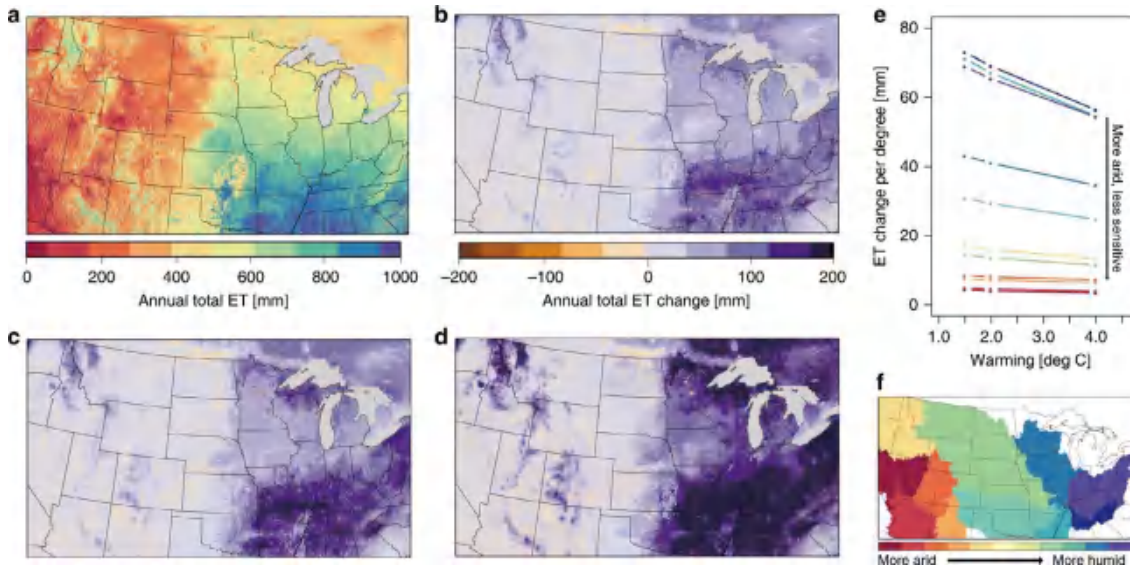 a
0 200 400 600 800 1000
Annual total ET [mm]
b
−200 −100 0 100 200
Annual total ET change [mm]
c
d
e
80
60
40
20
0
ET change per degree [mm]
More arid, less sensitive
1.0 2.0 3.0 4.0
Warming [deg C]
f
More arid More humid